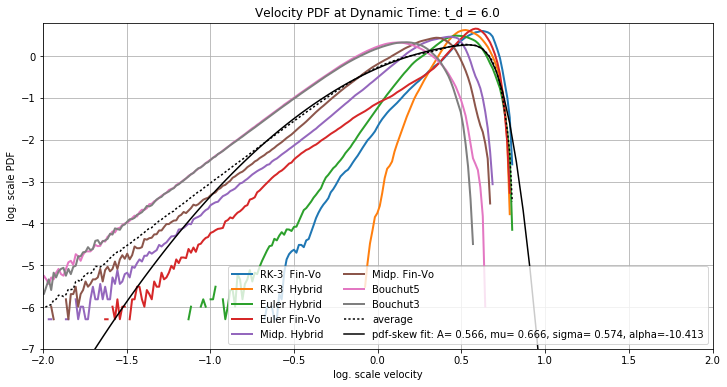 Velocity PDF at Dynamic Time: t_d = 6.0
log. scale PDF
0
−1
−2
−3
−4
−5
−6
−7
RK-3 Fin-Vo
RK-3 Hybrid
Euler Hybrid
Euler Fin-Vo
Midp. Hybrid
Midp. Fin-Vo
Bouchut5
Bouchut3
average
pdf-skew fit: A= 0.566, mu= 0.666, sigma= 0.574, alpha=-10.413
−2.0 −1.5 −1.0 −0.5 0.0 0.5 1.0 1.5 2.0
log. scale velocity